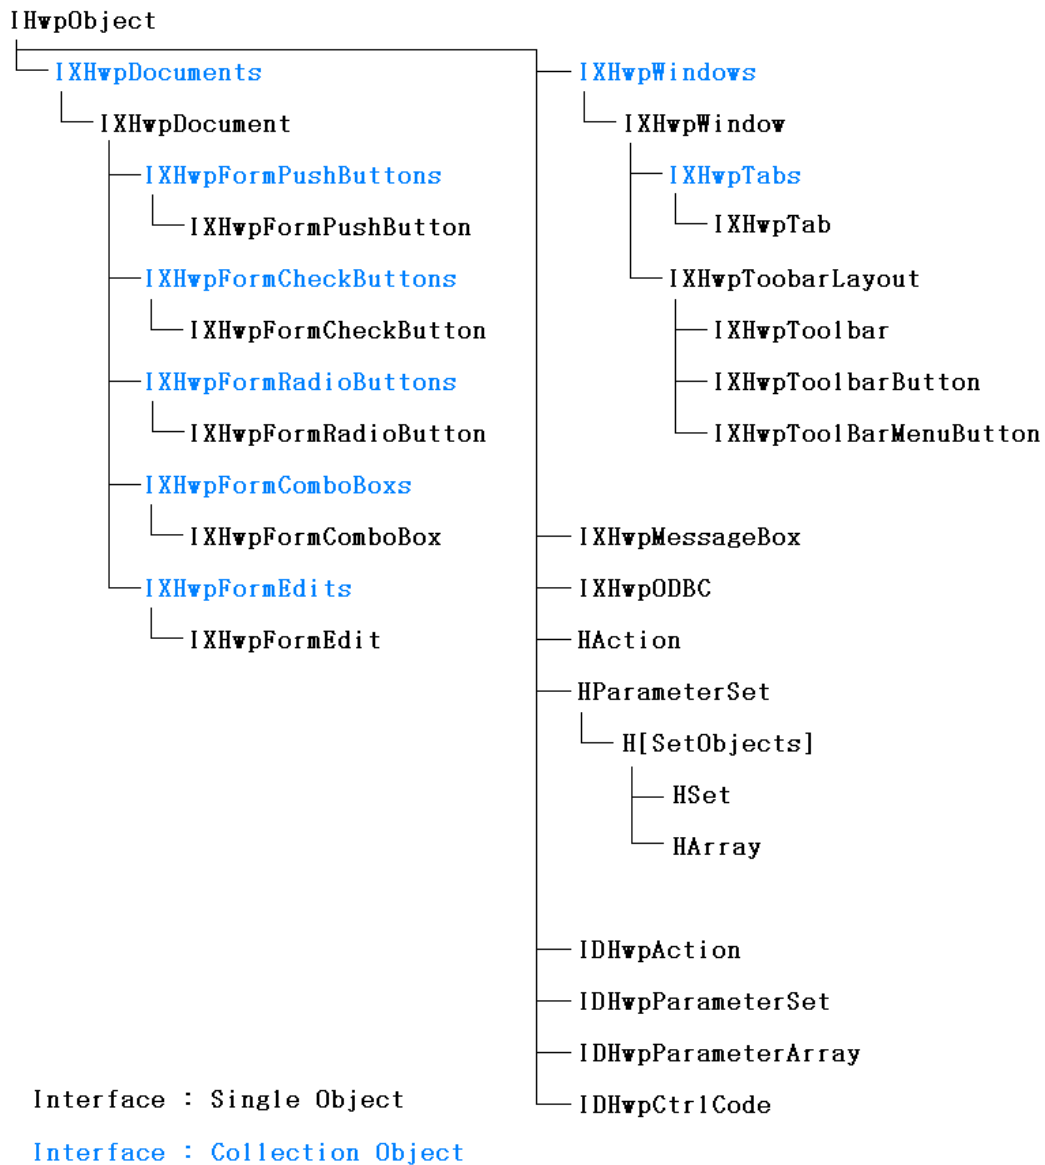 IHwpObject
IXHwpDocuments
IXHwpDocument
IXHwpFormPushButtons
IXHwpFormPushButton
IXHwpFormCheckButtons
IXHwpFormCheckButton
IXHwpFormRadioButtons
IXHwpFormRadioButton
IXHwpFormComboBoxs
IXHwpFormComboBox
IXHwpFormEdits
IXHwpFormEdit
IXHwpWindows
IXHwpWindow
IXHwpTabs
IXHwpTab
IXHwpToobarLayout
IXHwpToolbar
IXHwpToolbarButton
IXHwpToolBarMenuButton
IXHwpMessageBox
IXHwpODBC
HAction
HParameterSet
H[SetObjects]
HSet
HArray
IDHwpAction
IDHwpParameterSet
IDHwpParameterArray
IDHwpCtrlCode
Interface : Single Object
Interface : Collection Object